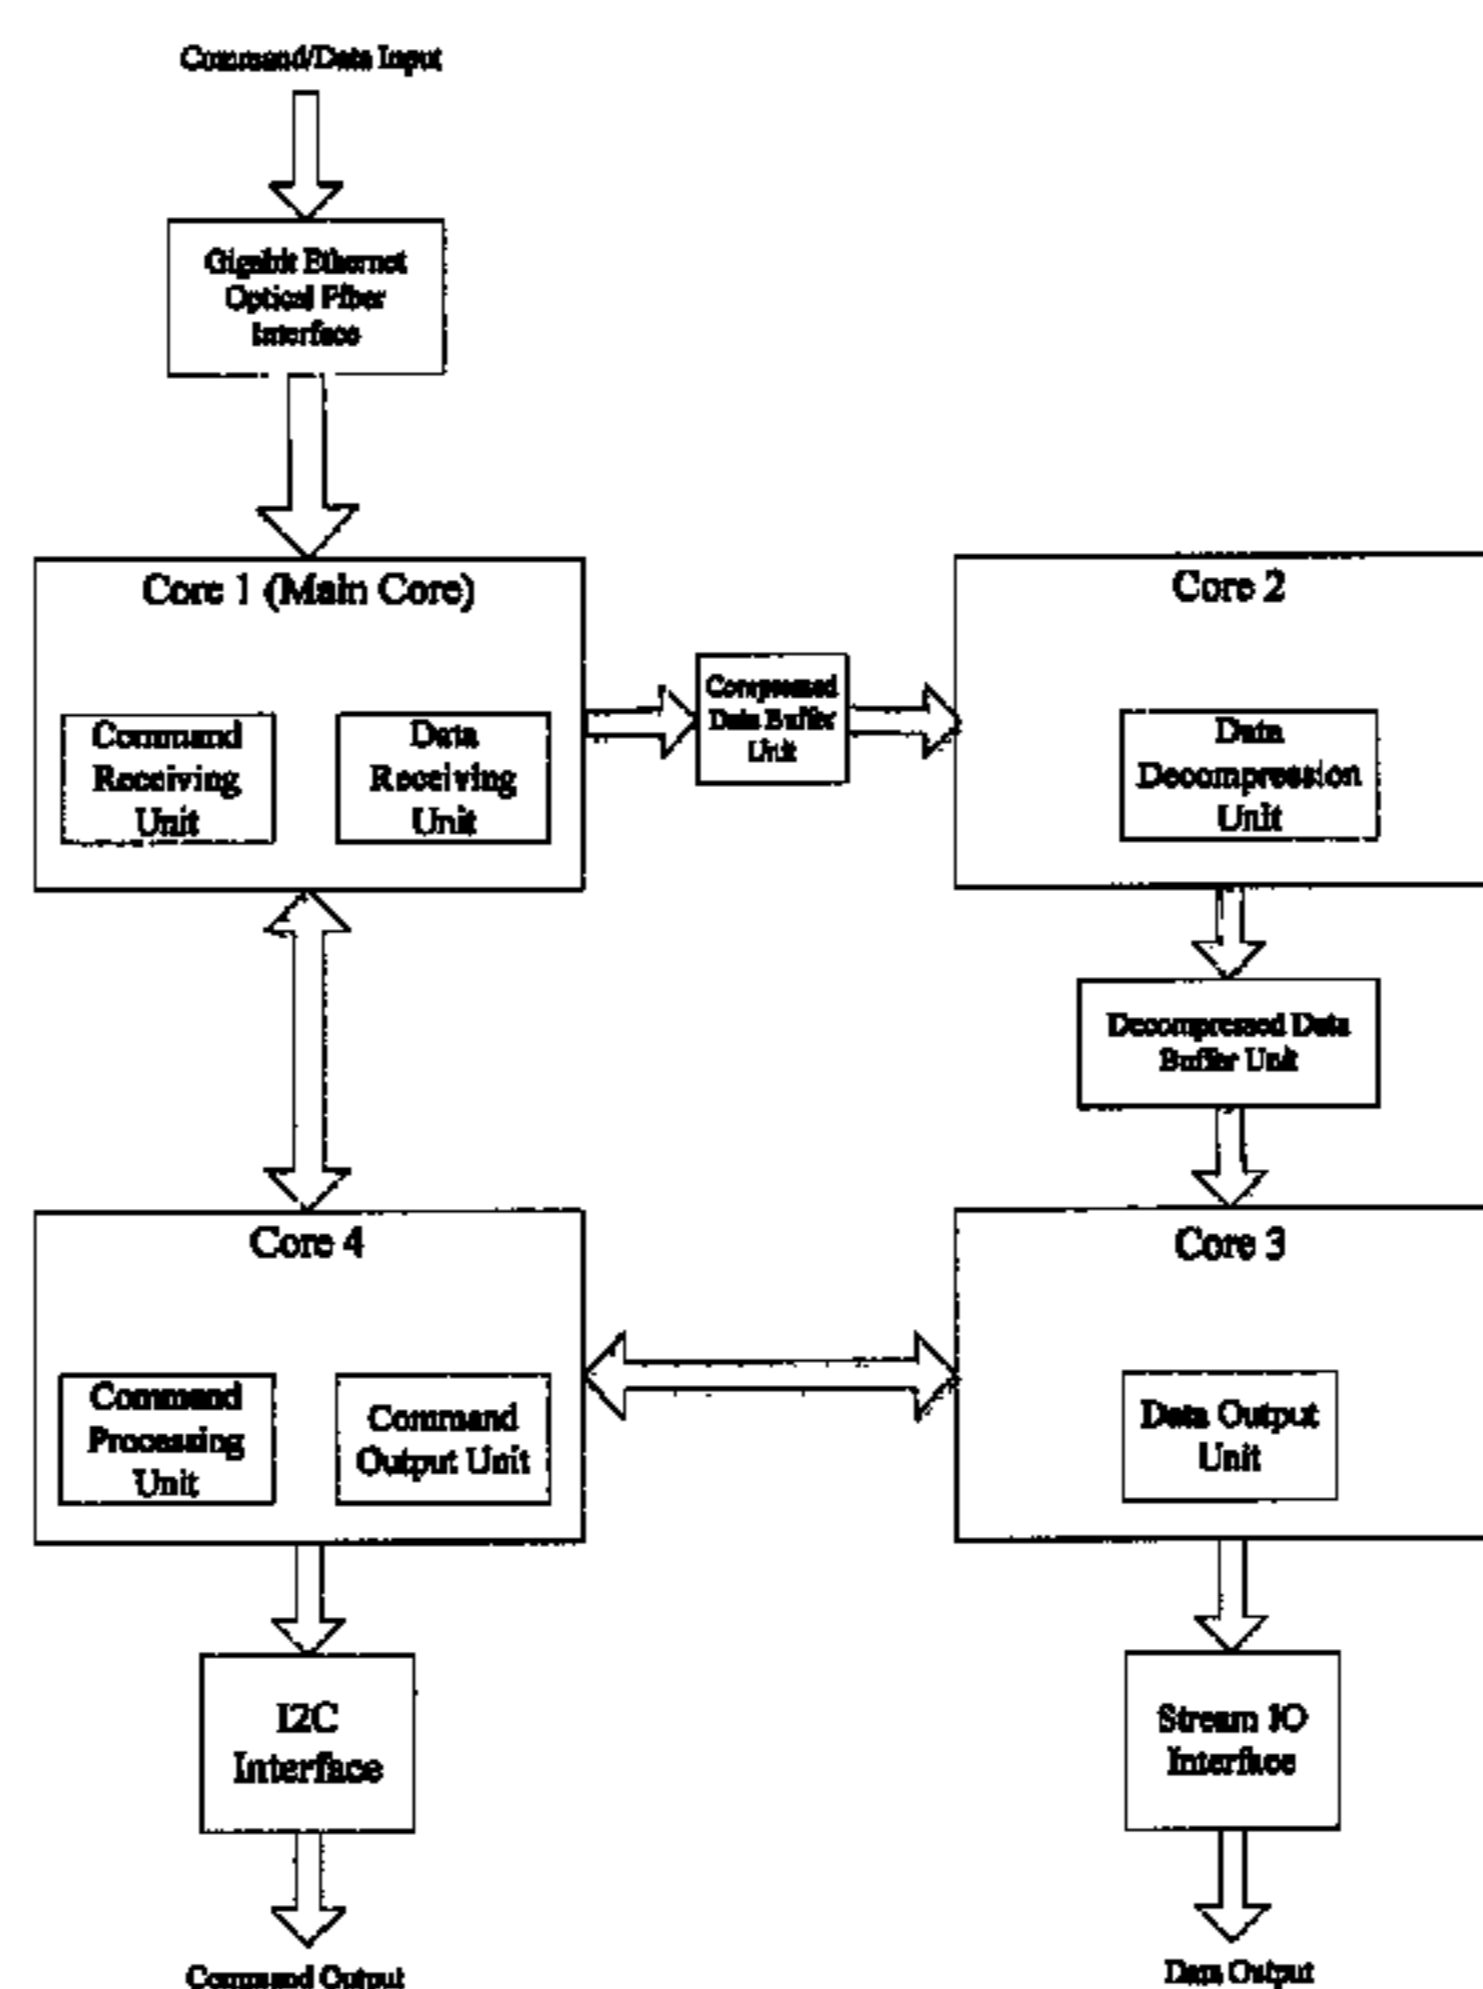 Command/Data Input
Gigabit Ethernet
Optical Fiber
Interface
Core 1 (Main Core)
Command
Receiving
Unit
Data
Receiving
Unit
Compressed
Data Buffer
Unit
Core 2
Data
Decompression
Unit
Decompressed Data
Buffer Unit
Core 4
Command
Processing
Unit
Command
Output Unit
Core 3
Data Output
Unit
I2C
Interface
Stream IO
Interface
Command Output
Data Output